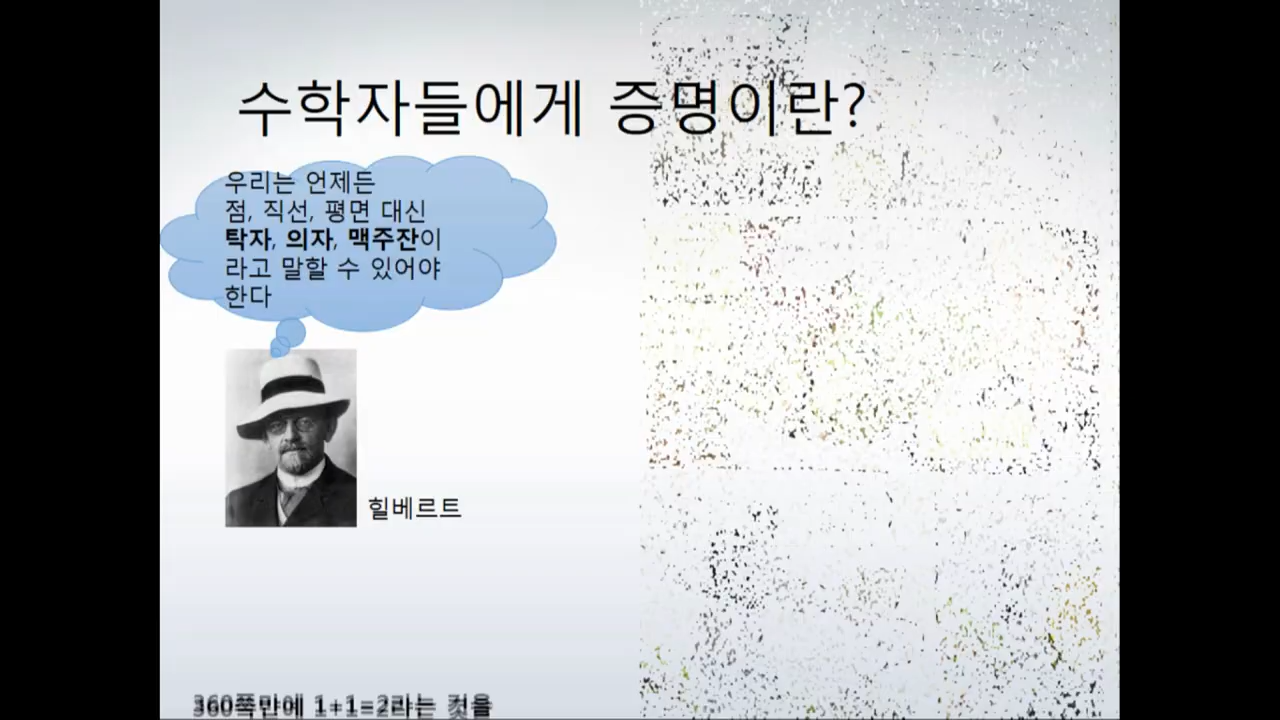 수학자들에게 증명이란?
우리는 언제든
점, 직선, 평면 대신
탁자, 의자, 맥주잔이
라고 말할 수 있어야
한다
힐베르트
360쪽만에 1+1=2라는 것을